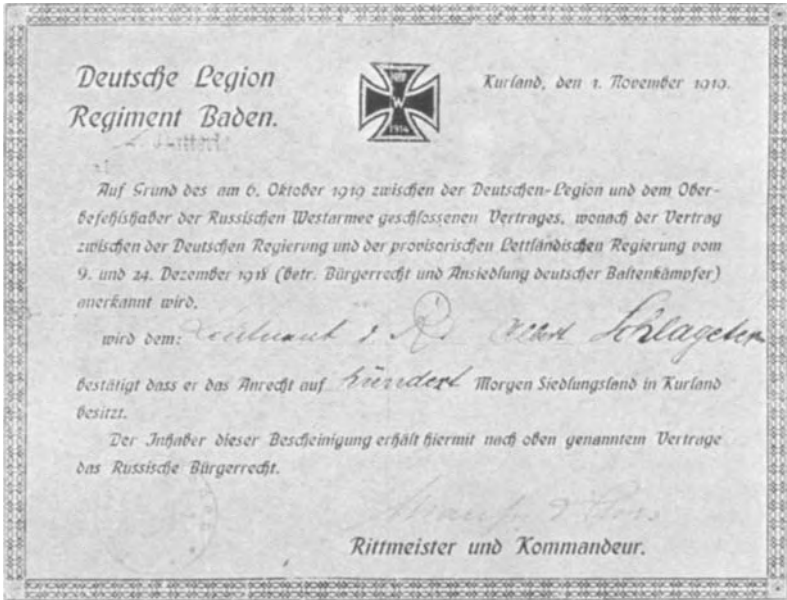 Deutsche Legion
Regiment Baden.
W
1914
Kurland, den 1. November 1919.
Auf Grund des am 6. Oktober 1919 zwischen der Deutschen-Legion und dem Ober-
befehlshaber der Russischen Westarmee geschlossenen Vertrages, wonach der Vertrag
zwischen der Deutschen Regierung und der provisorischen Lettländischen Regierung vom
9. und 24. Dezember 1918 (betr. Bürgerrecht und Ansiedlung deutscher Baltenkämpfer)
anerkannt wird,
wird dem: Leutnant d. R. Albert Schlageter
bestätigt dass er das Anrecht auf hundert Morgen Siedlungsland in Kurland
besitzt.
Der Inhaber dieser Bescheinigung erhält hiermit nach oben genanntem Vertrage
das Russische Bürgerrecht.
Rittmeister und Kommandeur.